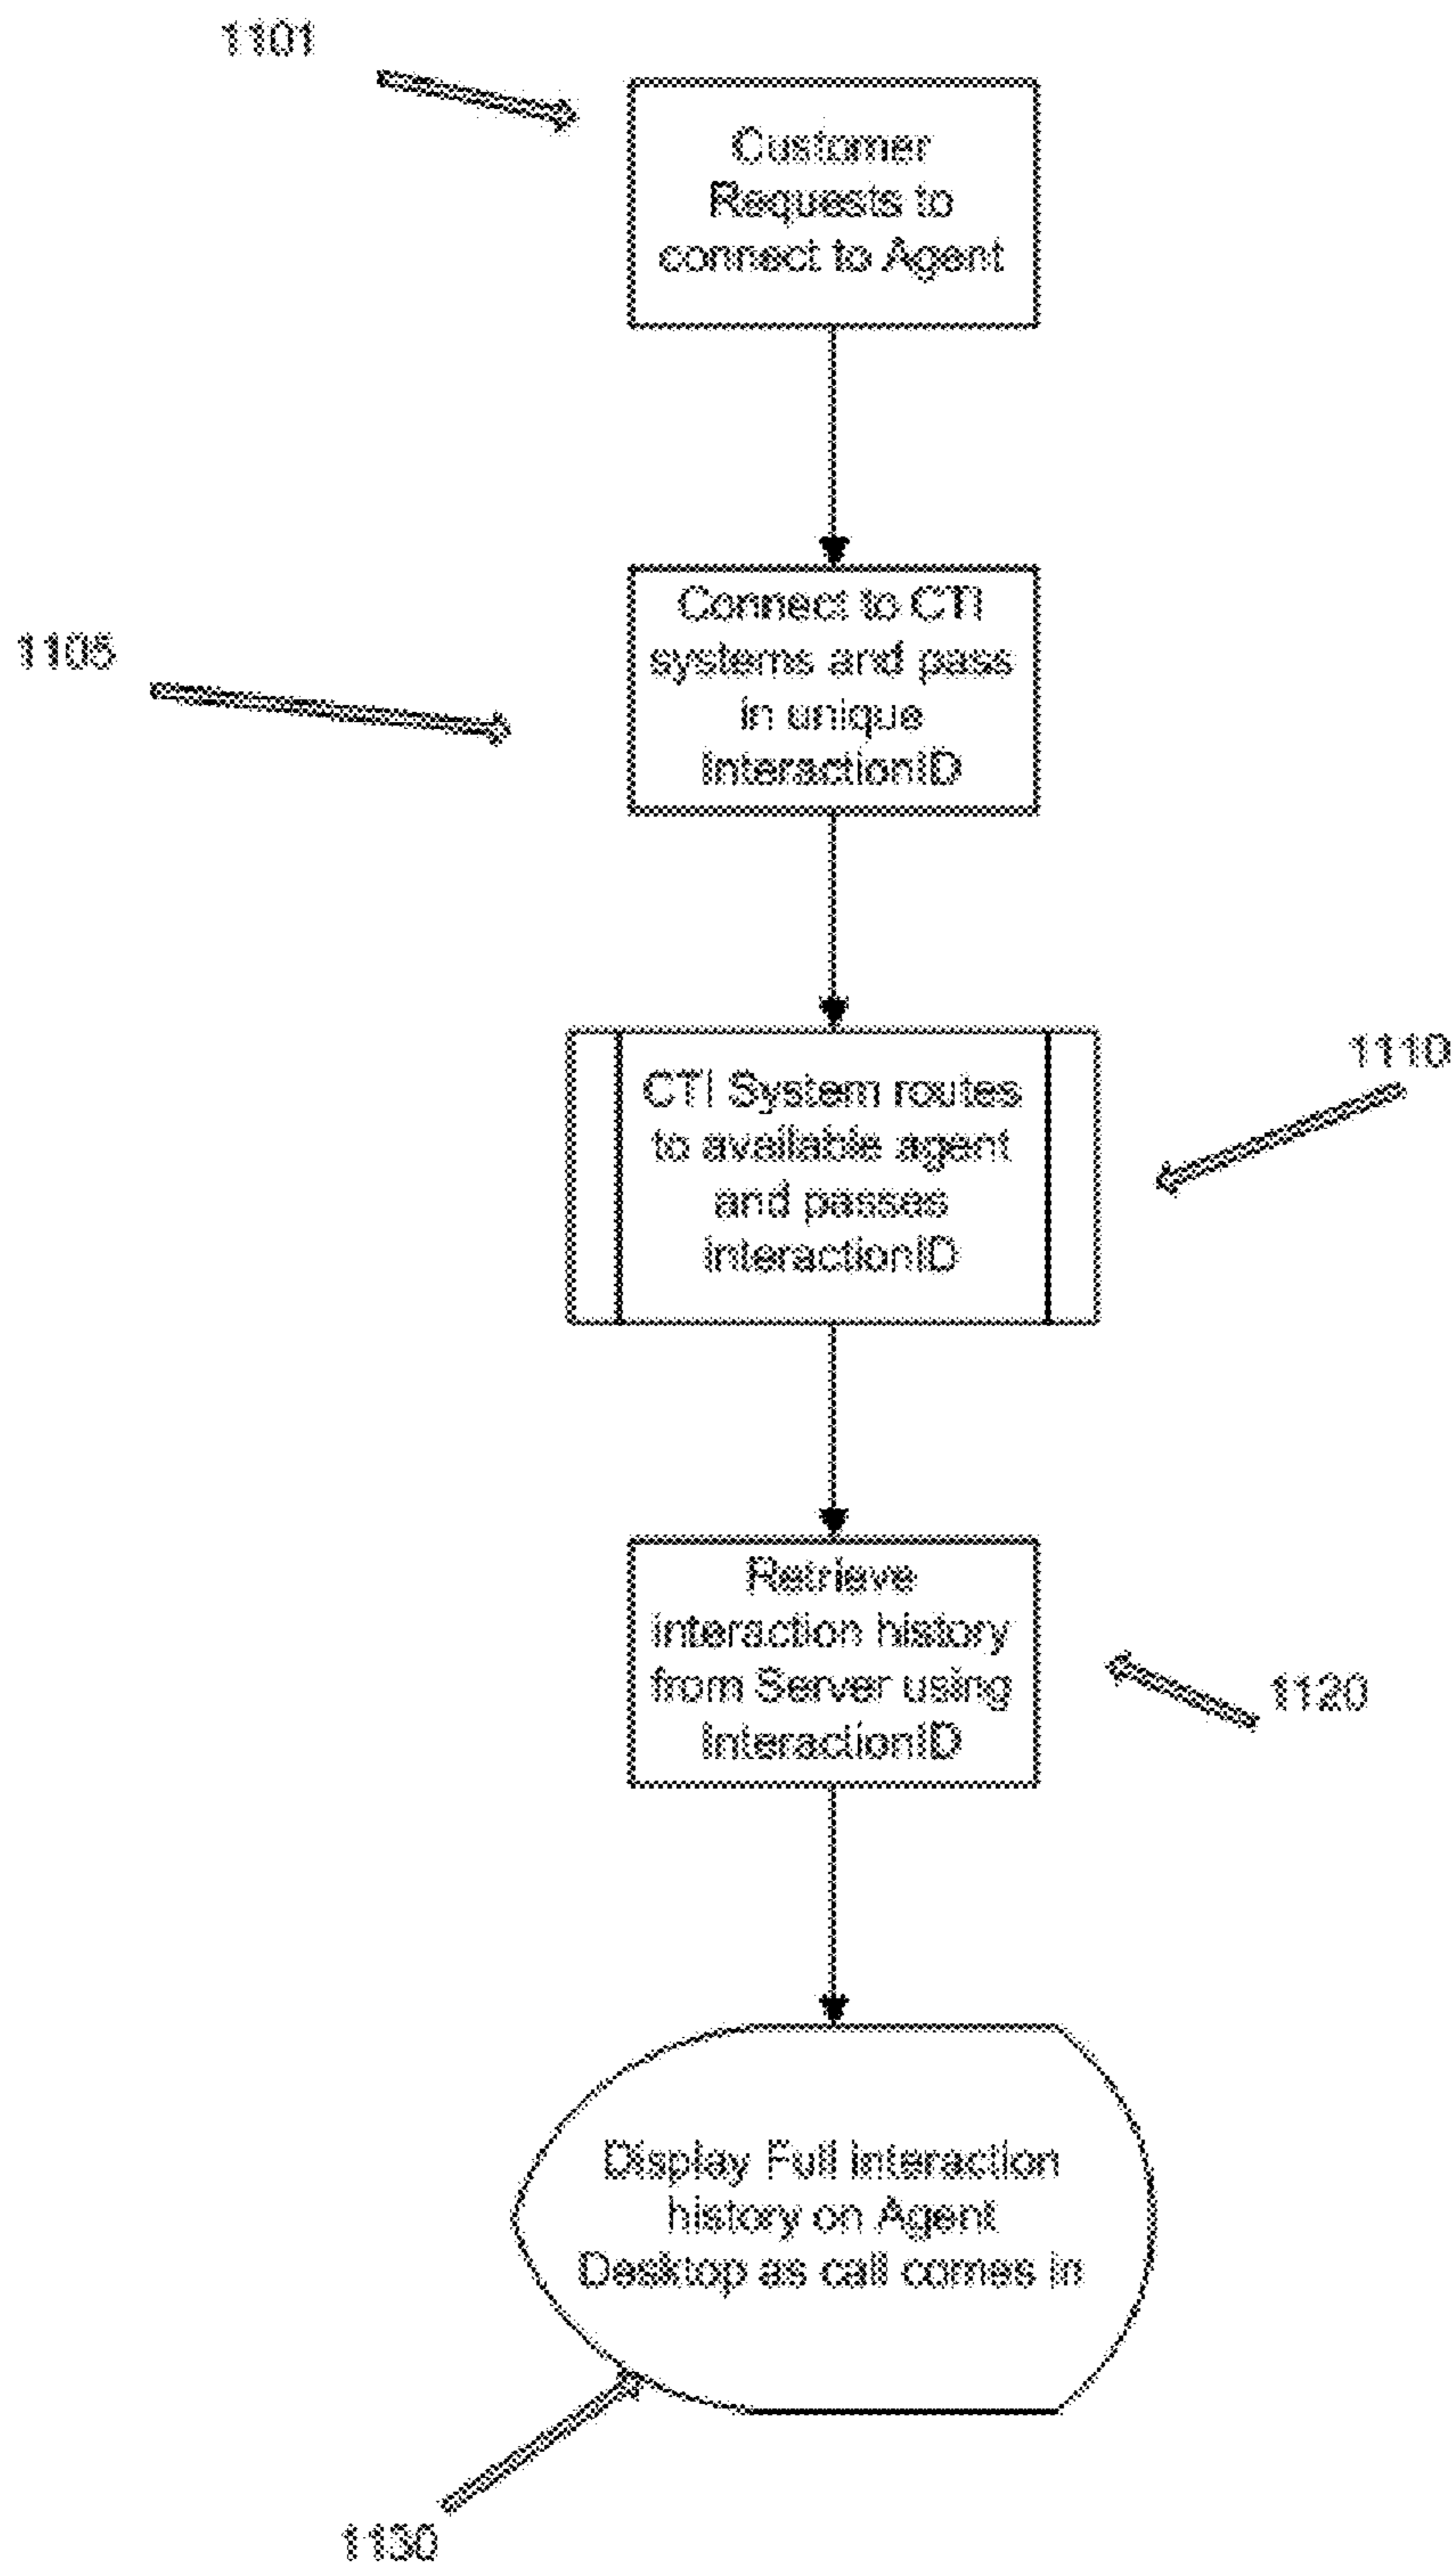 1101
Customer
Requests to
connect to Agent
Connect to CTI
systems and pass
in unique
InteractionID
1105
CTI System routes
to available agent
and passes
interactionID
1110
Retrieve
interaction history
from Server using
InteractionID
1120
Display Full Interaction
history on Agent
Desktop as call comes in
1130